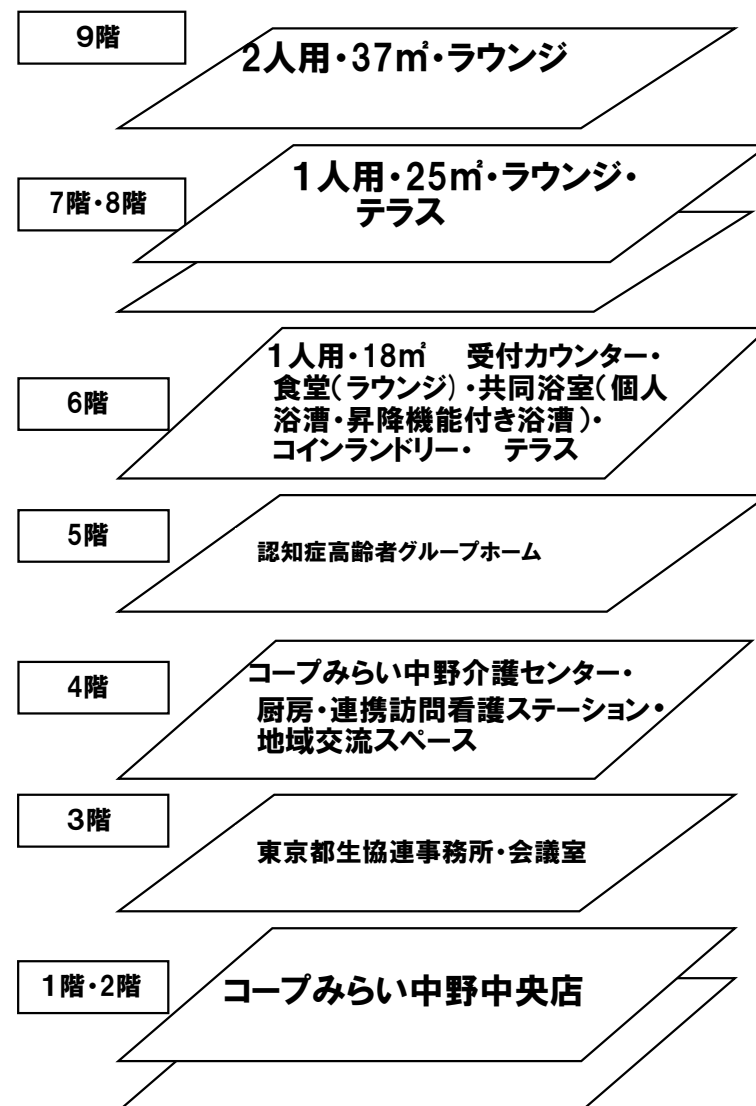 9階
2人用・37㎡・ラウンジ
7階・8階
1人用・25㎡・ラウンジ・
テラス
6階
1人用・18㎡　受付カウンター・
食堂（ラウンジ）・共同浴室（個人
浴漕・昇降機能付き浴漕）・
コインランドリー・　テラス
5階
認知症高齢者グループホーム
4階
コープみらい中野介護センター・
厨房・連携訪問看護ステーション・
地域交流スペース
3階
東京都生協連事務所・会議室
1階・2階
コープみらい中野中央店